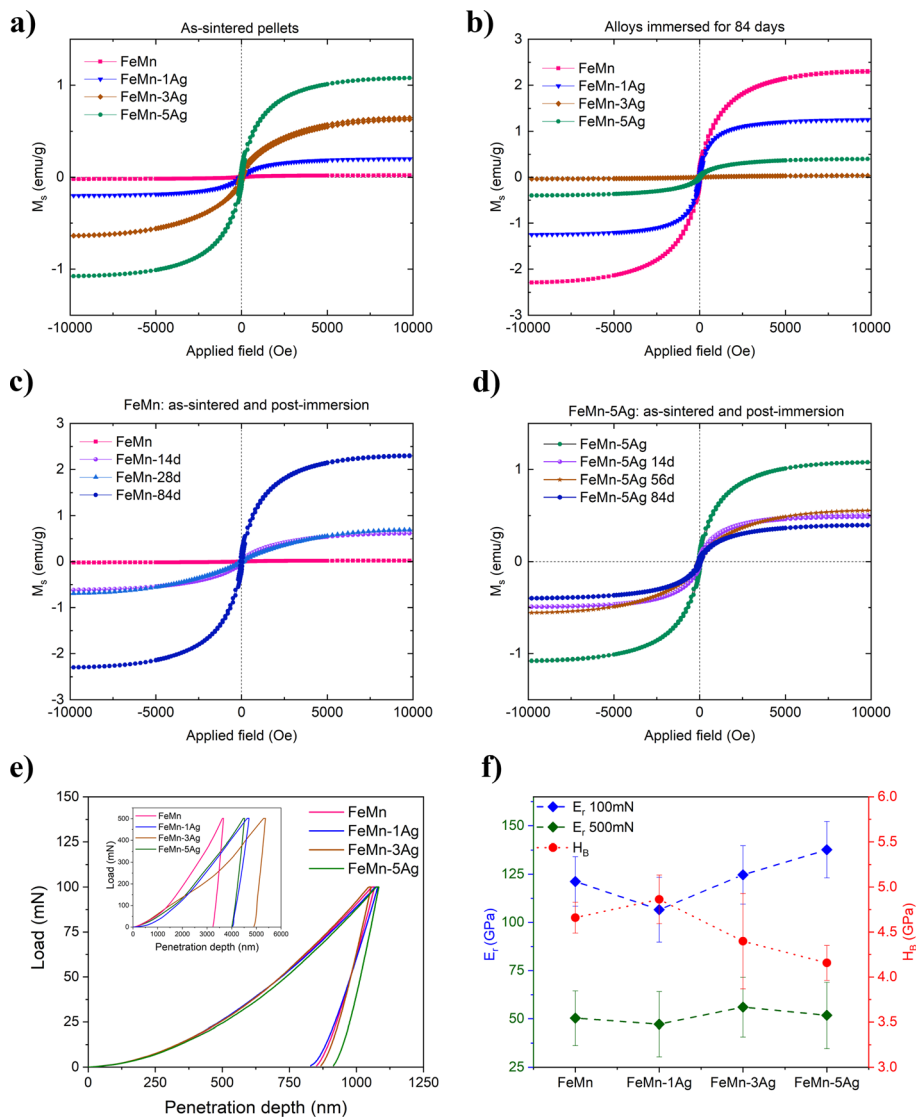 a)
As-sintered pellets
FeMn
FeMn-1Ag
FeMn-3Ag
FeMn-5Ag
1
0
-1
Mₛ (emu/g)
-10000 -5000 0 5000 10000
Applied field (Oe)
b)
Alloys immersed for 84 days
FeMn
FeMn-1Ag
FeMn-3Ag
FeMn-5Ag
3
2
1
0
-1
-2
-3
Mₛ (emu/g)
-10000 -5000 0 5000 10000
Applied field (Oe)
c)
FeMn: as-sintered and post-immersion
FeMn
FeMn-14d
FeMn-28d
FeMn-84d
3
2
1
0
-1
-2
-3
Mₛ (emu/g)
-10000 -5000 0 5000 10000
Applied field (Oe)
d)
FeMn-5Ag: as-sintered and post-immersion
FeMn-5Ag
FeMn-5Ag 14d
FeMn-5Ag 56d
FeMn-5Ag 84d
1
0
-1
Mₛ (emu/g)
-10000 -5000 0 5000 10000
Applied field (Oe)
e)
150
125
100
75
50
25
0
Load (mN)
0 250 500 750 1000 1250
Penetration depth (nm)
FeMn
FeMn-1Ag
FeMn-3Ag
FeMn-5Ag
FeMn
FeMn-1Ag
FeMn-3Ag
FeMn-5Ag
500
400
300
200
100
0
Load (mN)
0 1000 2000 3000 4000 5000 6000
Penetration depth (nm)
f)
Eᵣ 100mN
Eᵣ 500mN
H_B
150
125
100
75
50
25
Eᵣ (GPa)
6.0
5.5
5.0
4.5
4.0
3.5
3.0
H_B (GPa)
FeMn FeMn-1Ag FeMn-3Ag FeMn-5Ag